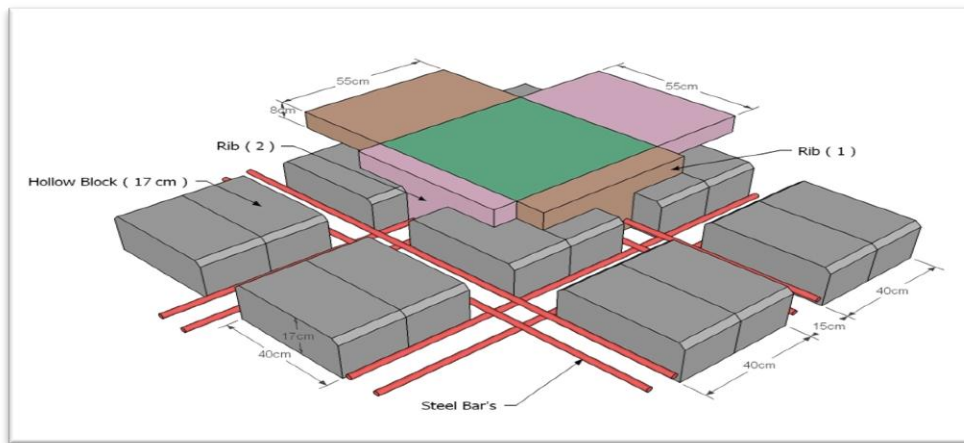 55cm
55cm
8cm
Rib ( 2 )
Rib ( 1 )
Hollow Block ( 17 cm )
17cm
40cm
40cm
15cm
40cm
Steel Bar's